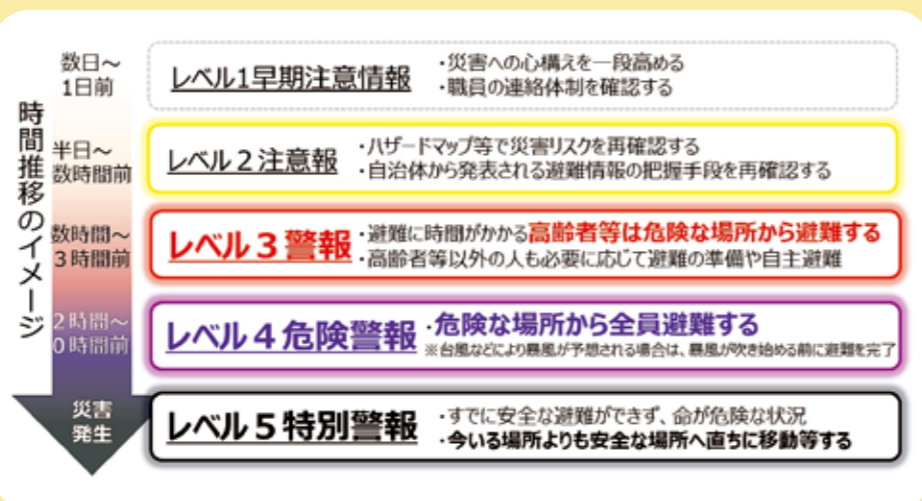 時間推移のイメージ
数日～
1日前
レベル1早期注意情報
・災害への心構えを一段高める
・職員の連絡体制を確認する
半日～
数時間前
レベル２注意報
・ハザードマップ等で災害リスクを再確認する
・自治体から発表される避難情報の把握手段を再確認する
数時間～
３時間前
レベル３警報
・避難に時間がかかる高齢者等は危険な場所から避難する
・高齢者等以外の人も必要に応じて避難の準備や自主避難
２時間～
0時間前
レベル４危険警報
・危険な場所から全員避難する
※台風などにより暴風が予想される場合は、暴風が吹き始める前に避難を完了
災害
発生
レベル５特別警報
・すでに安全な避難ができず、命が危険な状況
・今いる場所よりも安全な場所へ直ちに移動等する